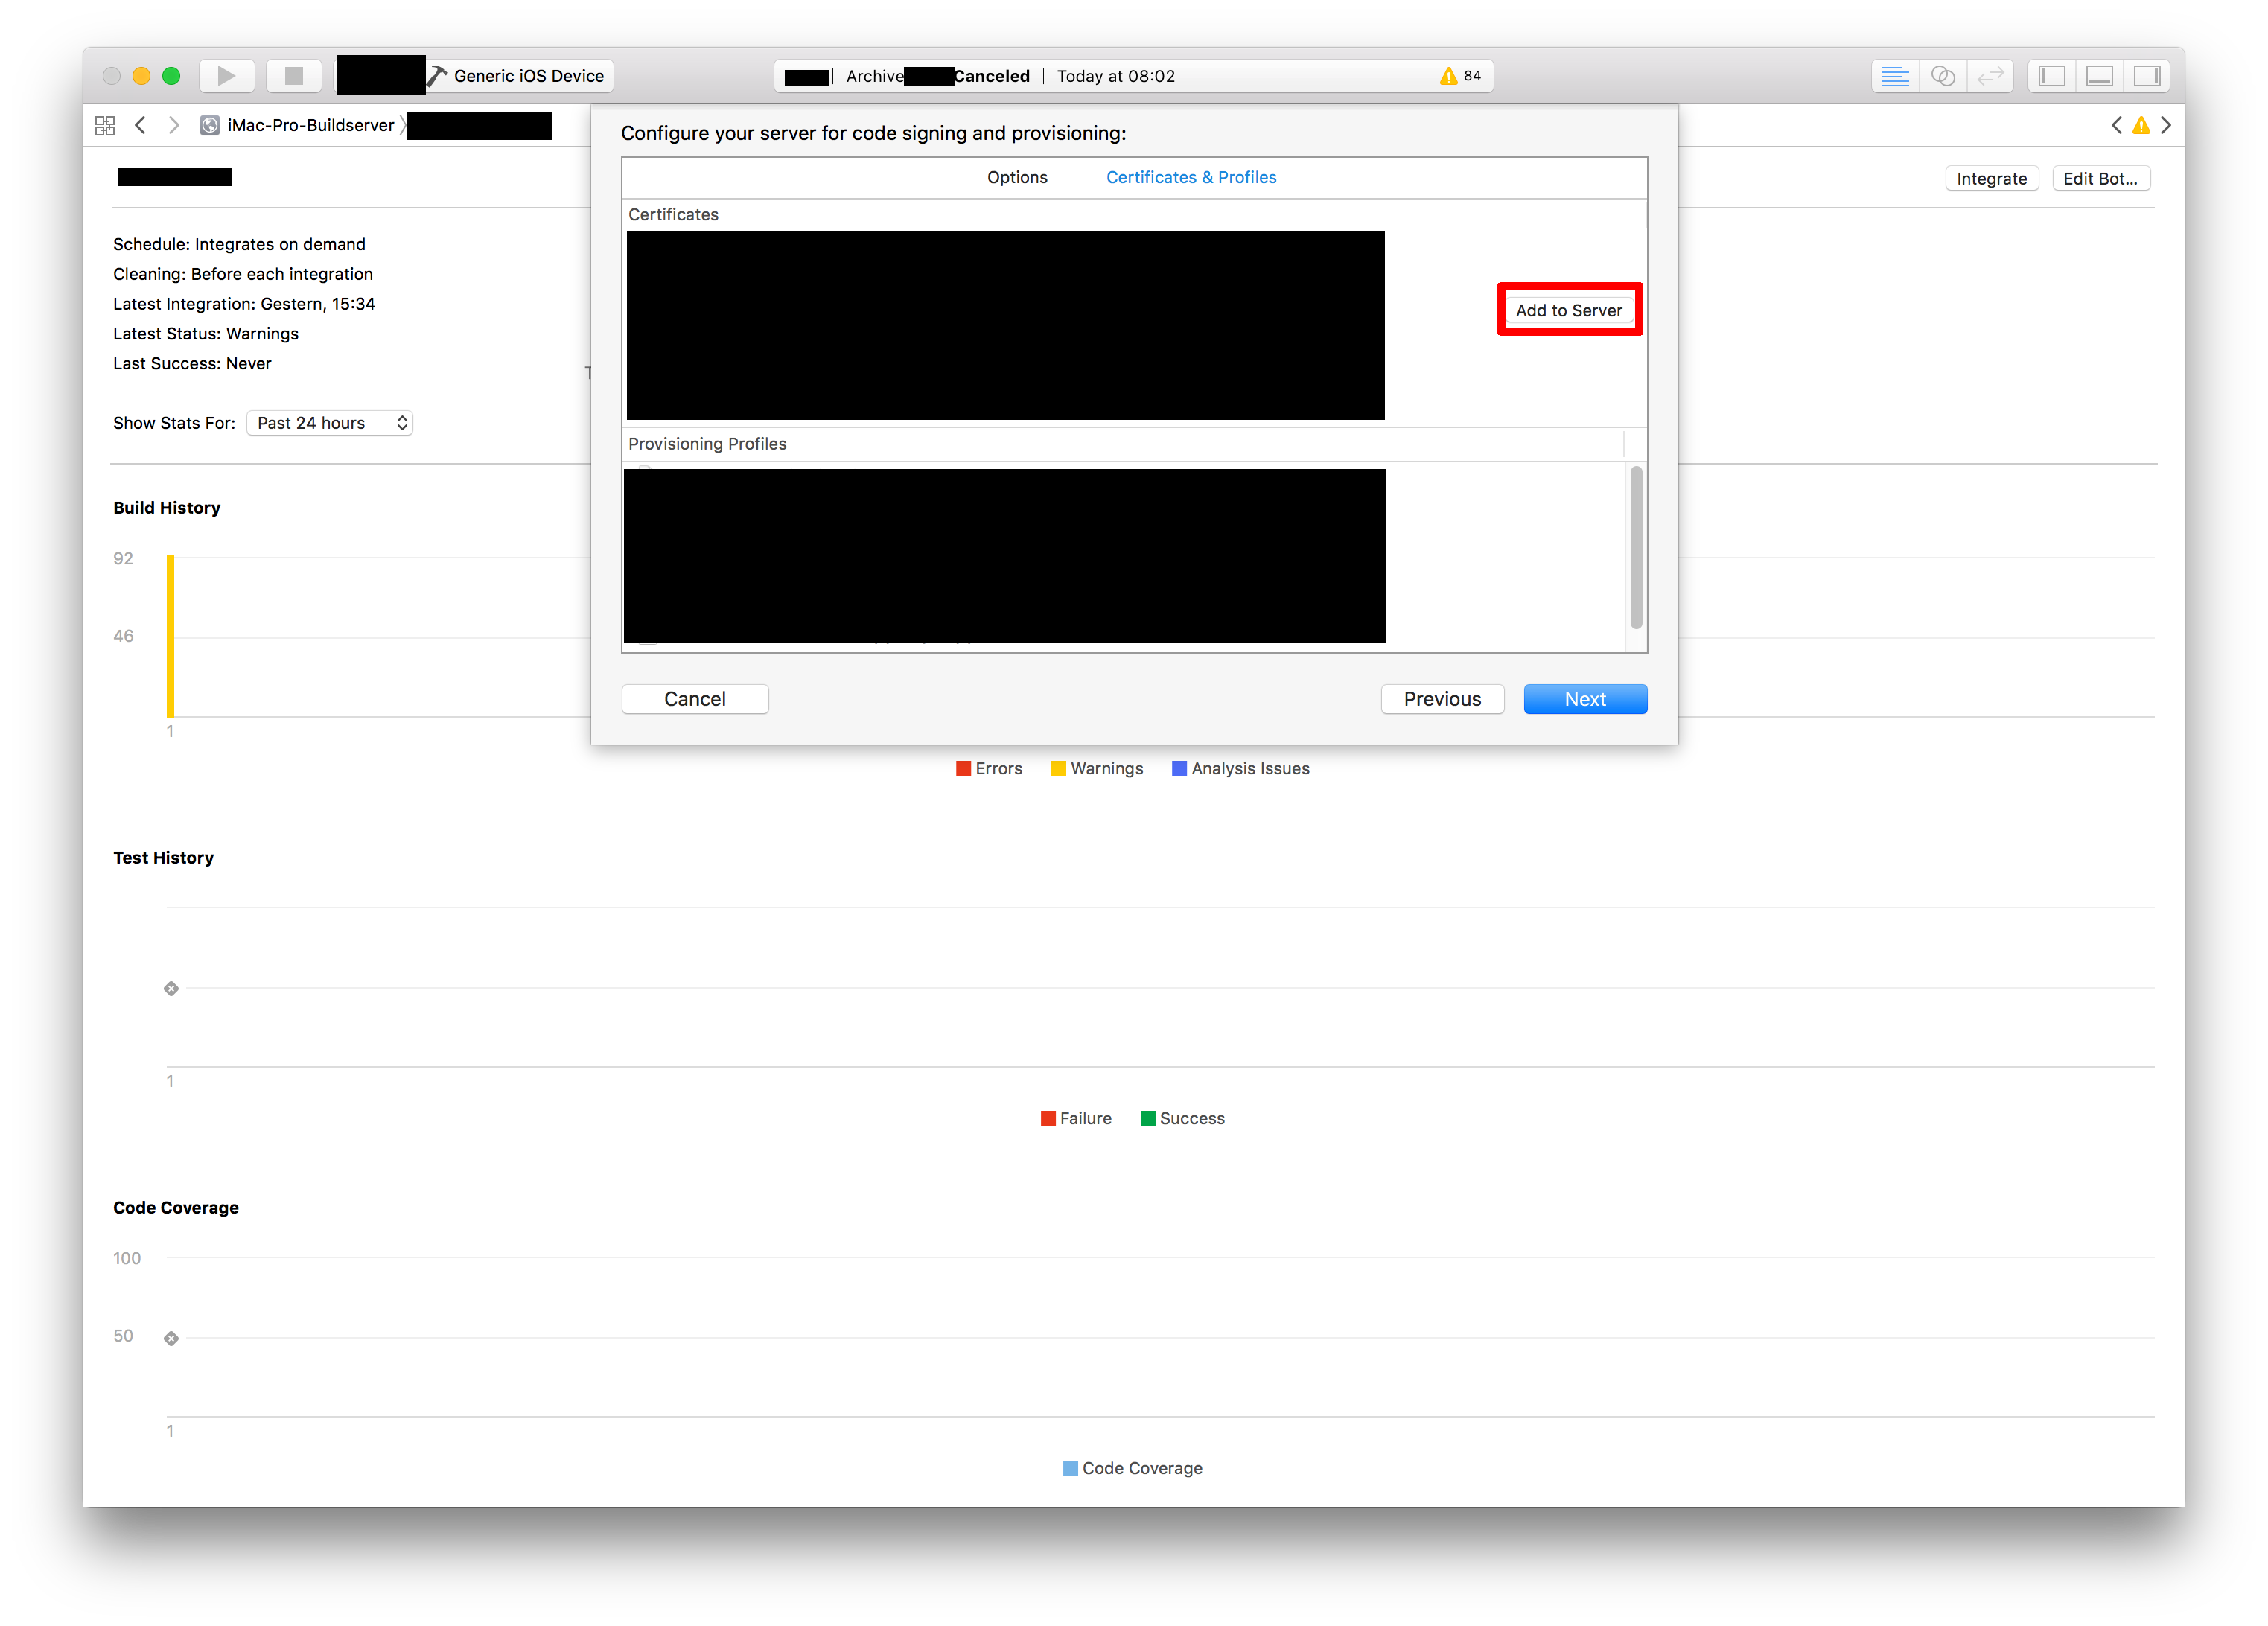 Generic iOS Device
Archive Canceled | Today at 08:02
84
iMac-Pro-Buildserver
Configure your server for code signing and provisioning:
Options Certificates & Profiles
Integrate Edit Bot...
Certificates
Schedule: Integrates on demand
Cleaning: Before each integration
Latest Integration: Gestern, 15:34
Add to Server
Latest Status: Warnings
Last Success: Never
T
Show Stats For: Past 24 hours
Provisioning Profiles
Build History
92
46
1
Cancel Previous Next
Errors Warnings Analysis Issues
Test History
1
Failure Success
Code Coverage
100
50
1
Code Coverage